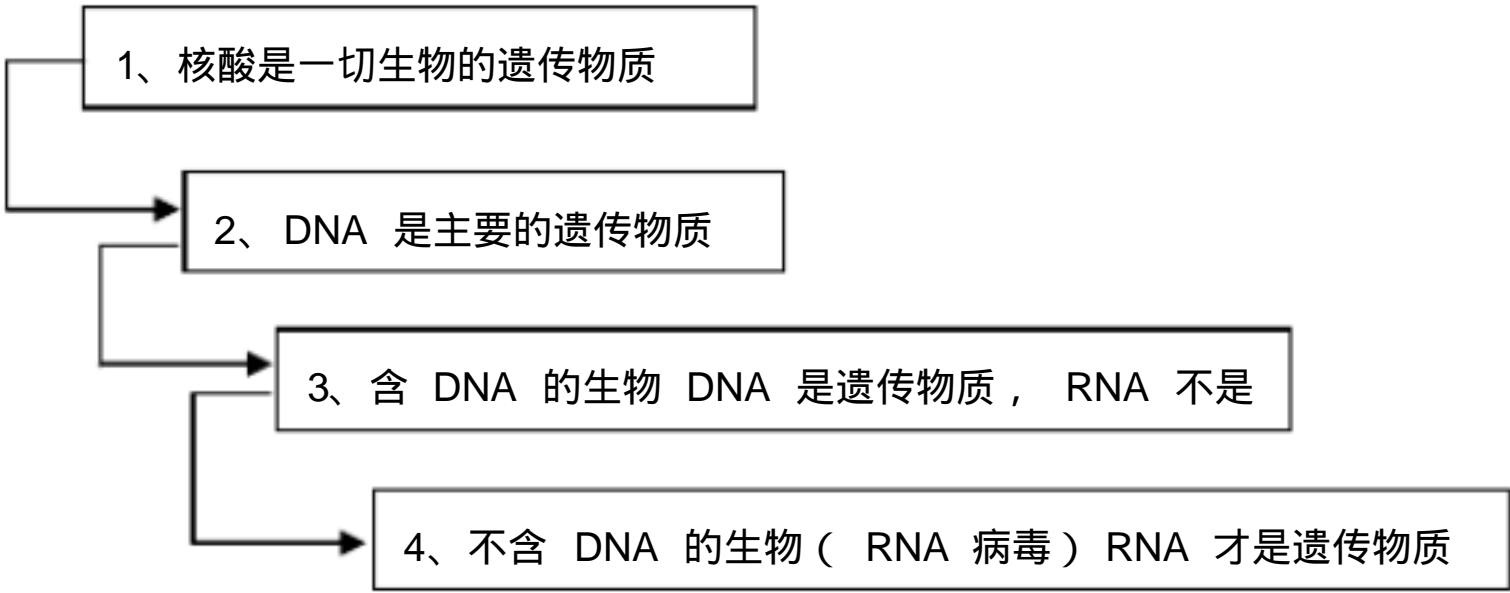 1、核酸是一切生物的遗传物质
2、DNA 是主要的遗传物质
3、含 DNA 的生物 DNA 是遗传物质， RNA 不是
4、不含 DNA 的生物（ RNA 病毒）RNA 才是遗传物质